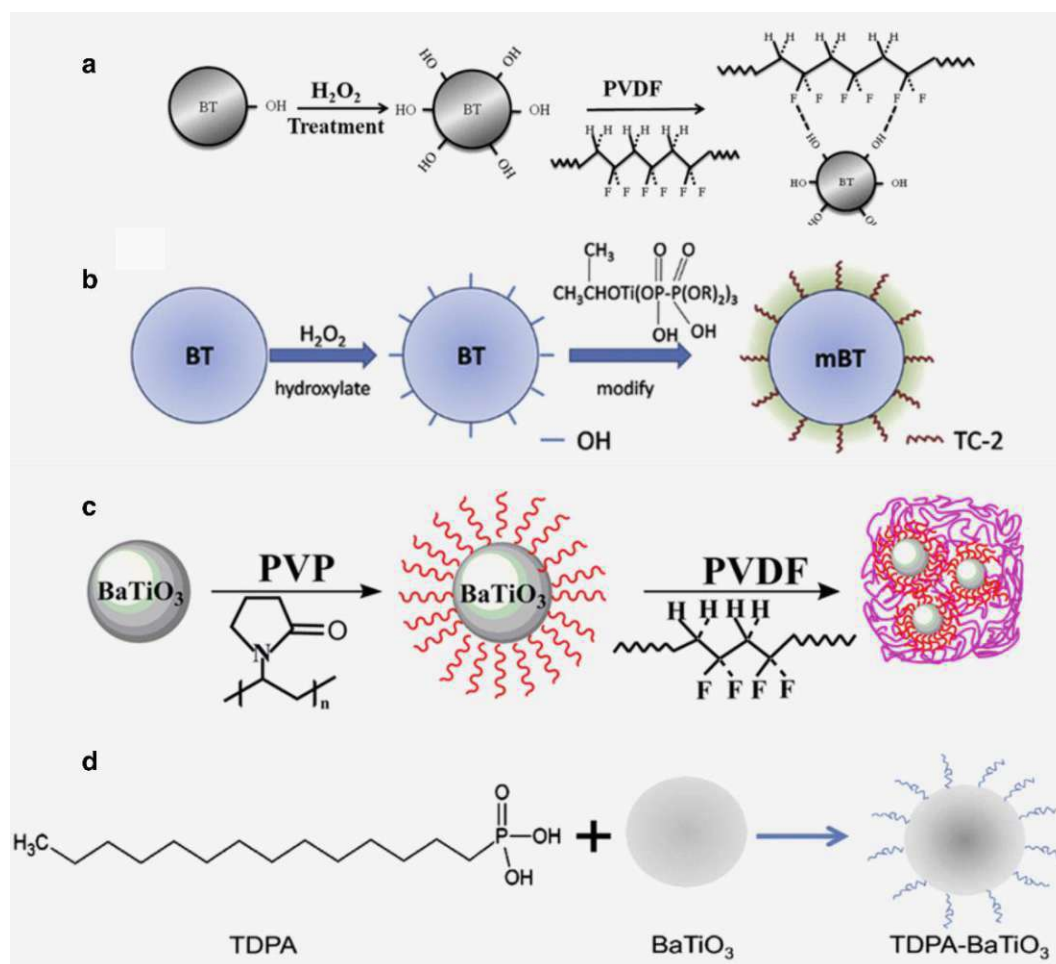 a
BT
OH
H₂O₂
Treatment
HO
OH
HO
BT
OH
HO
OH
PVDF
H H H H H H
F F F F F F
H H H H H H
F F F F F F
HO
OH
HO
BT
OH
HO
b
BT
H₂O₂
hydroxylate
BT
OH
CH₃
O O
CH₃CHOTi(OP-P(OR)₂)₃
OH OH
modify
mBT
TC-2
c
BaTiO₃
PVP
N
O
n
BaTiO₃
PVDF
H H H H
F F F F
d
H₃C
O
P
OH
OH
+
TDPA
BaTiO₃
TDPA-BaTiO₃